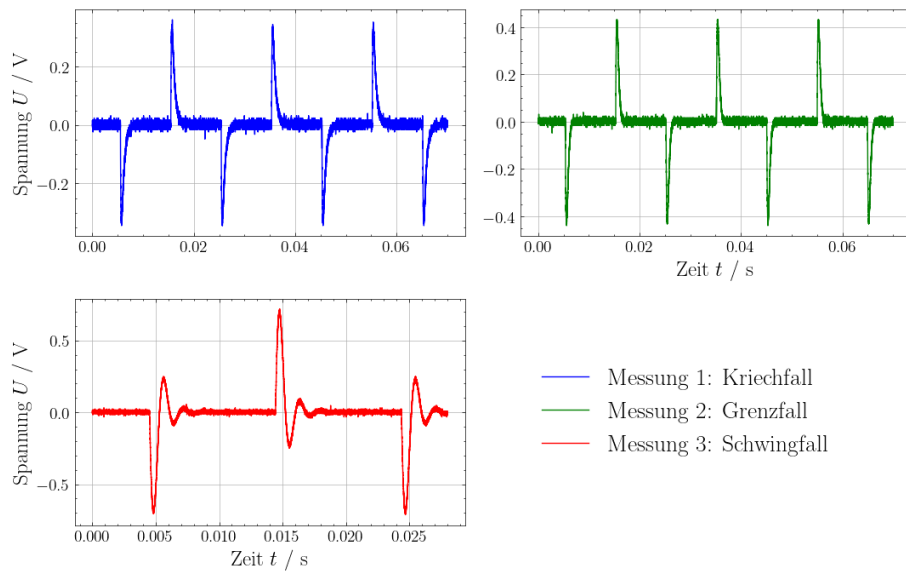 Spannung U / V
0.2
0.0
−0.2
0.00 0.02 0.04 0.06
0.4
0.2
0.0
−0.2
−0.4
0.00 0.02 0.04 0.06
Zeit t / s
Spannung U / V
0.5
0.0
−0.5
0.000 0.005 0.010 0.015 0.020 0.025
Zeit t / s
Messung 1: Kriechfall
Messung 2: Grenzfall
Messung 3: Schwingfall